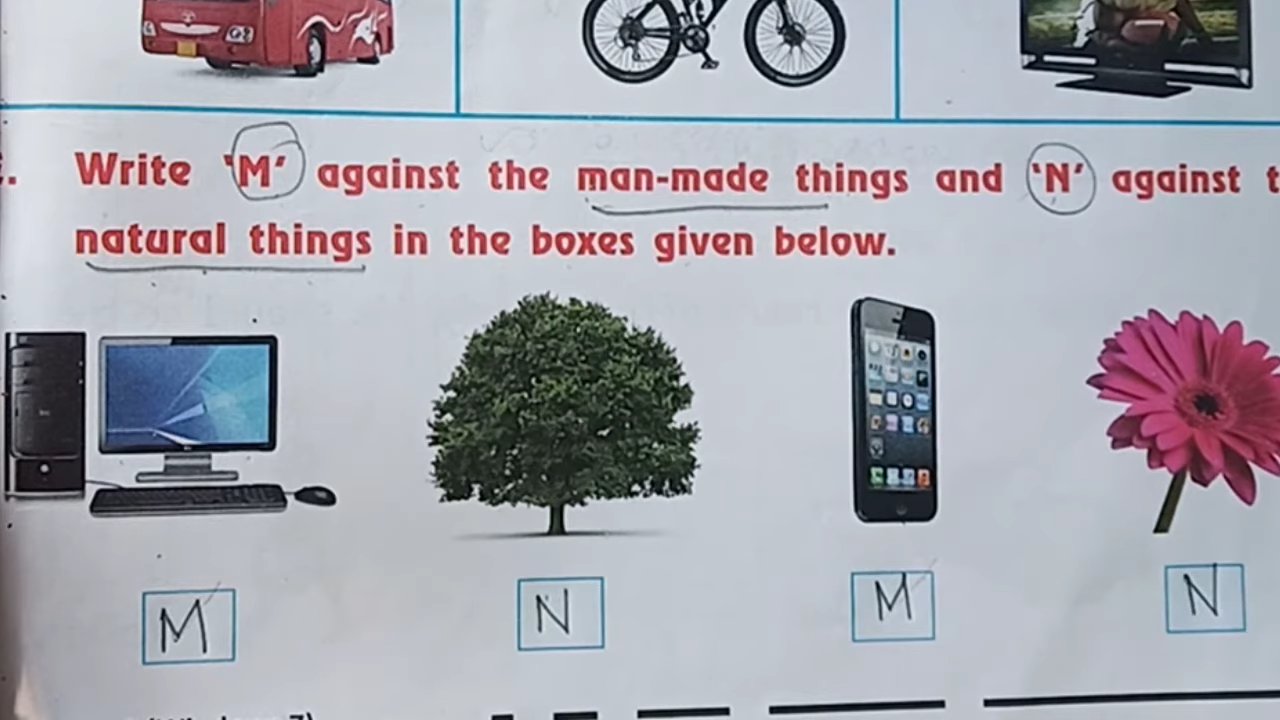 Write 'M' against the man-made things and 'N' against
natural things in the boxes given below.
M N M N